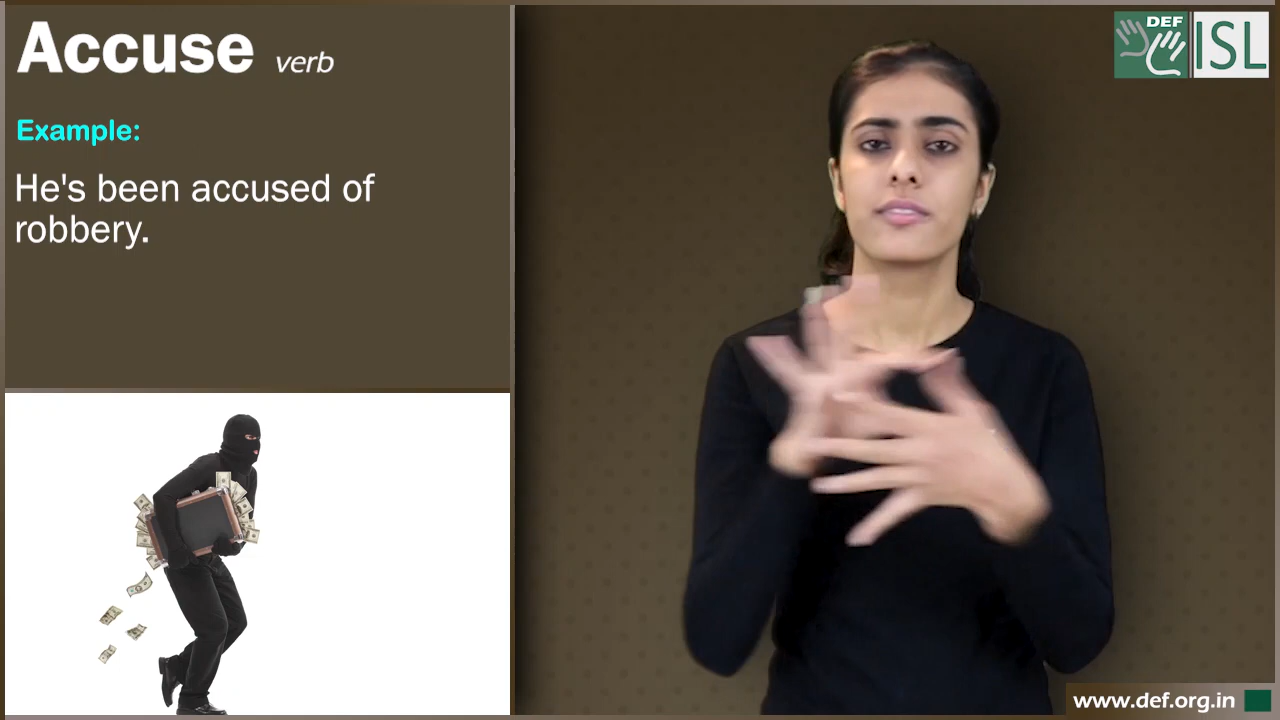 Accuse verb
Example:
He's been accused of
robbery.
DEF
ISL
www.def.org.in